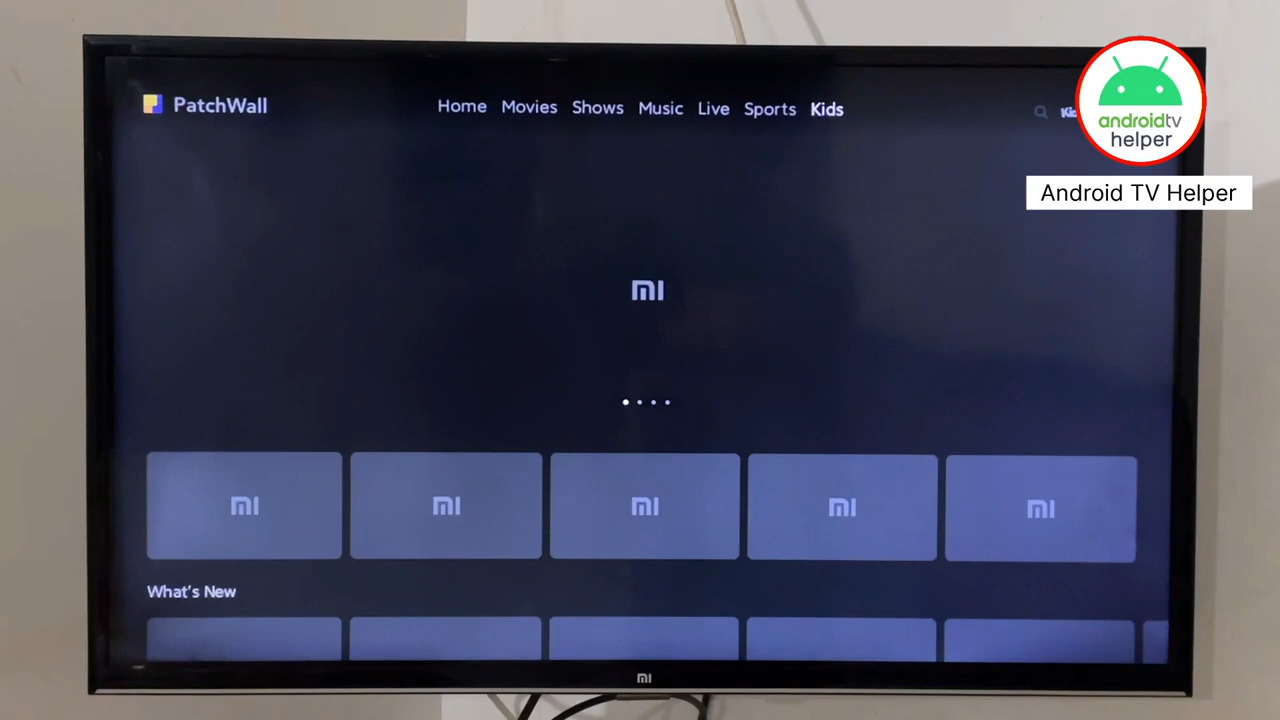 PatchWall
Home Movies Shows Music Live Sports Kids
androidtv
helper
Android TV Helper
mi
mi mi mi mi mi
What's New
mi